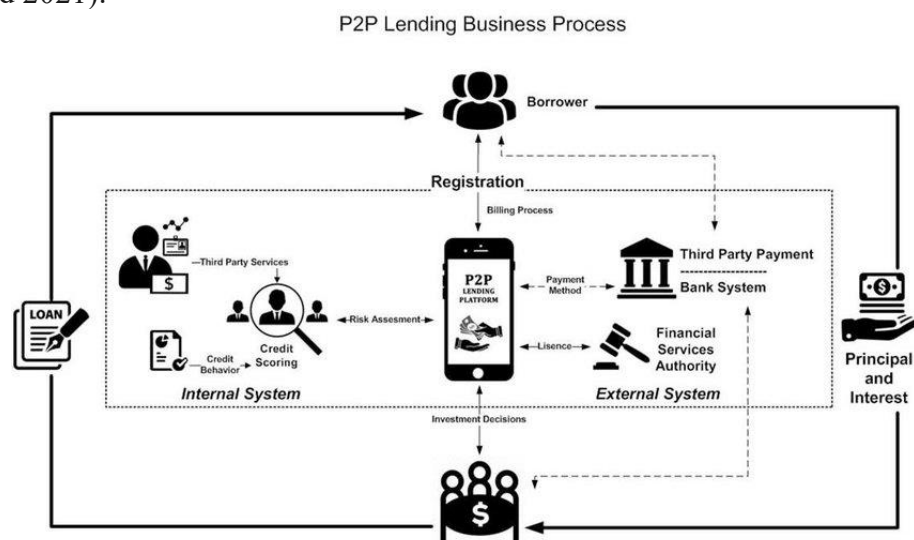 d 2021).
P2P Lending Business Process
Borrower
Registration
Billing Process
Third Party Services
$
P2P
LENDING
PLATFORM
Payment
Method
Third Party Payment
Bank System
LOAN
Risk Assesment
Credit
Scoring
Credit
Behavior
Lisence
Financial
Services
Authority
$
Principal
and
Interest
Internal System
External System
Investment Decisions
$